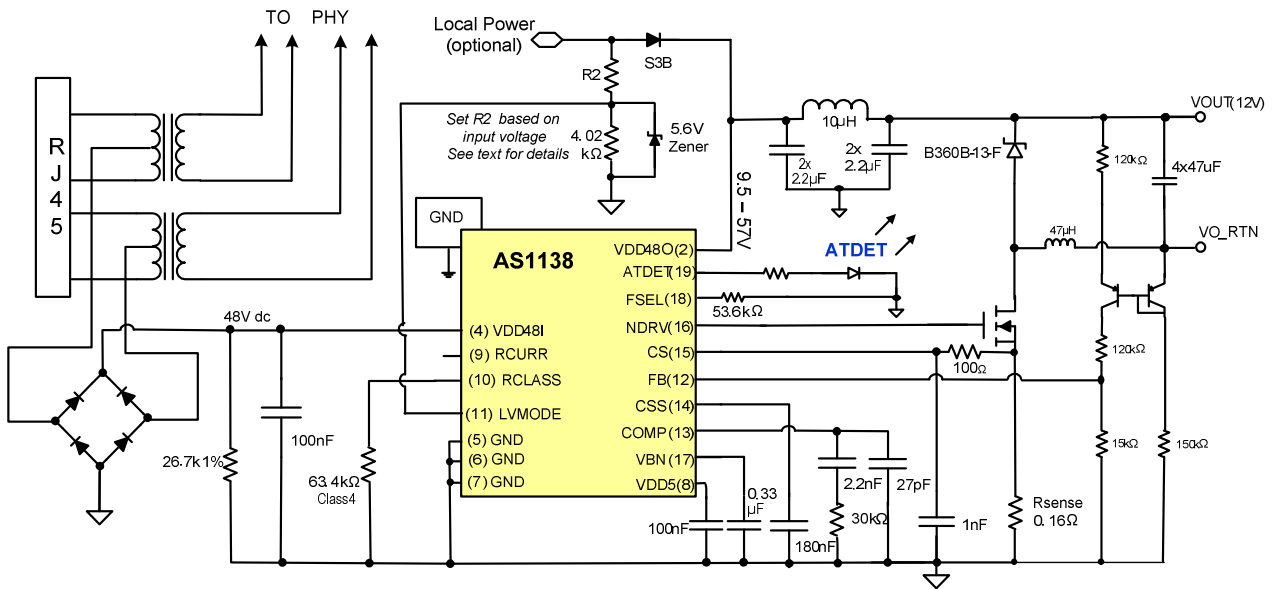 TO PHY
Local Power
(optional)
S3B
R2
Set R2 based on
input voltage
See text for details
4.02
kΩ
5.6V
Zener
10µH
2x
2.2µF
2x
2.2µF
B360B-13-F
120kΩ
4x47uF
VOUT(12V)
VO_RTN
47µH
RJ45
GND
9.5 – 57V
ATDET
AS1138
VDD48O(2)
ATDET(19)
FSEL(18)
NDRV(16)
CS(15)
FB(12)
CSS(14)
COMP(13)
VBN(17)
VDD5(8)
(4) VDD48I
(9) RCURR
(10) RCLASS
(11) LVMODE
(5) GND
(6) GND
(7) GND
53.6kΩ
100Ω
120kΩ
48V dc
100nF
26.7k1%
63.4kΩ
Class4
15kΩ
150kΩ
2.2nF
27pF
0.33
µF
100nF
180nF
30kΩ
1nF
Rsense
0.16Ω